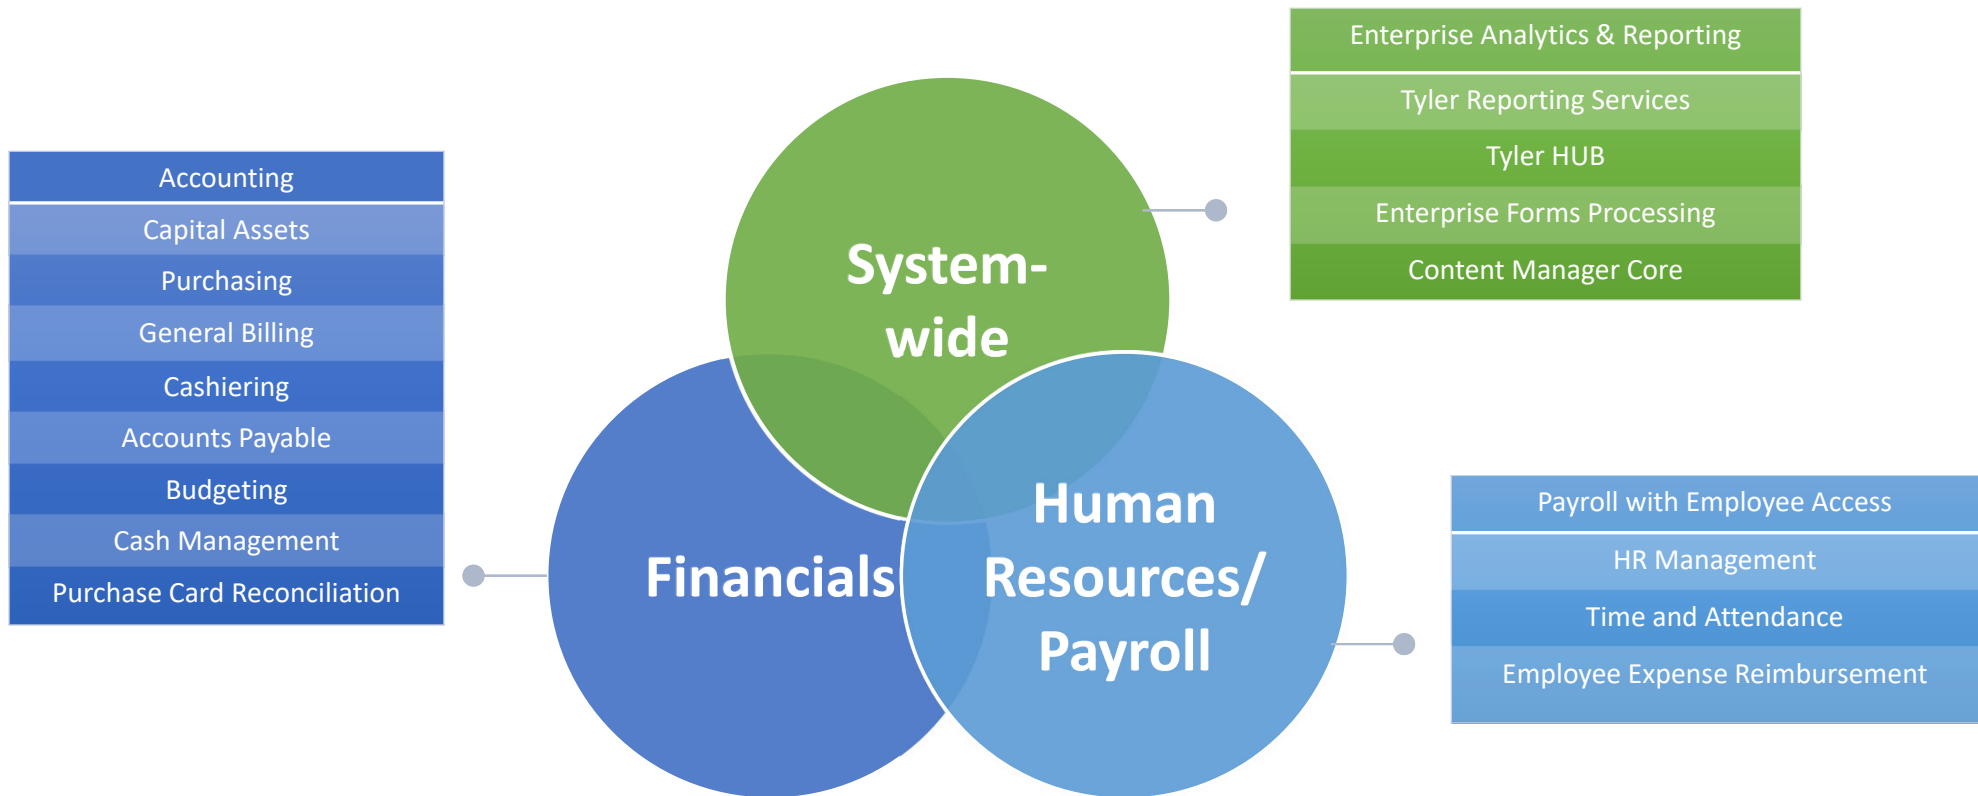 Accounting
Capital Assets
Purchasing
General Billing
Cashiering
Accounts Payable
Budgeting
Cash Management
Purchase Card Reconciliation
System-
wide
Financials
Human
Resources/
Payroll
Enterprise Analytics & Reporting
Tyler Reporting Services
Tyler HUB
Enterprise Forms Processing
Content Manager Core
Payroll with Employee Access
HR Management
Time and Attendance
Employee Expense Reimbursement